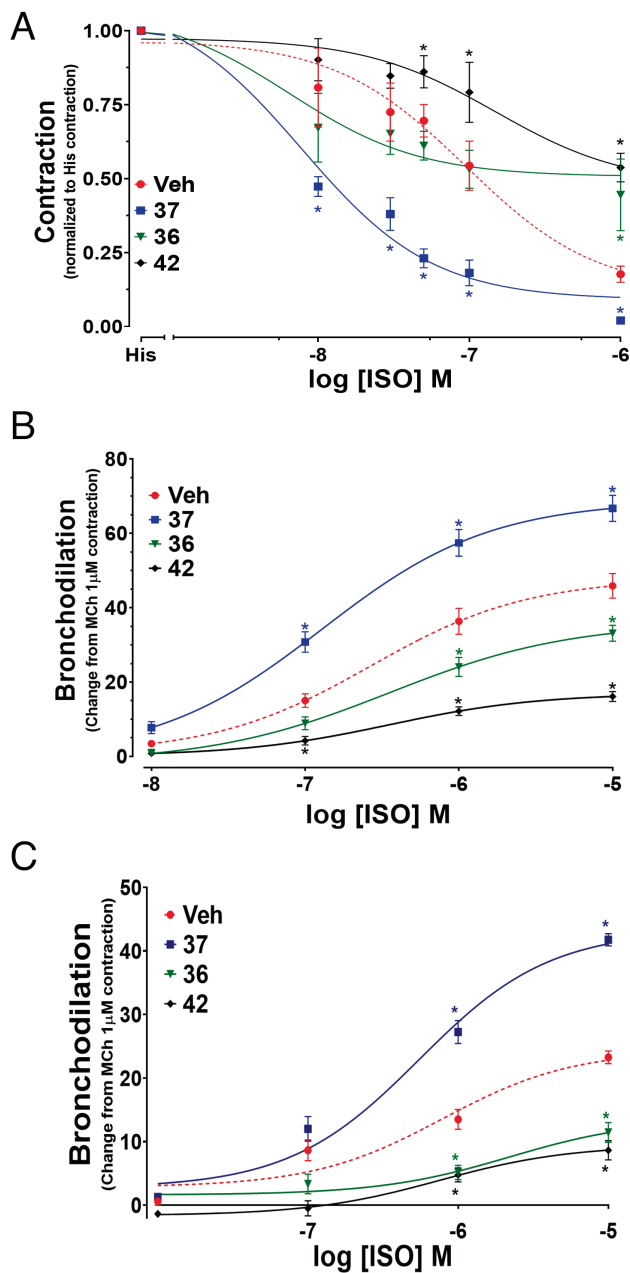 A
1.00
0.75
0.50
0.25
0.00
Contraction
(normalized to His contraction)
Veh
37
36
42
* *
*
* * * *
*
*
His -8 -7 -6
log [ISO] M
B
80
60
40
20
0
Bronchodilation
(Change from MCh 1μM contraction)
Veh
37
36
42
* * *
* *
* * *
-8 -7 -6 -5
log [ISO] M
C
50
40
30
20
10
0
Bronchodilation
(Change from MCh 1μM contraction)
Veh
37
36
42
* *
* *
* *
-7 -6 -5
log [ISO] M